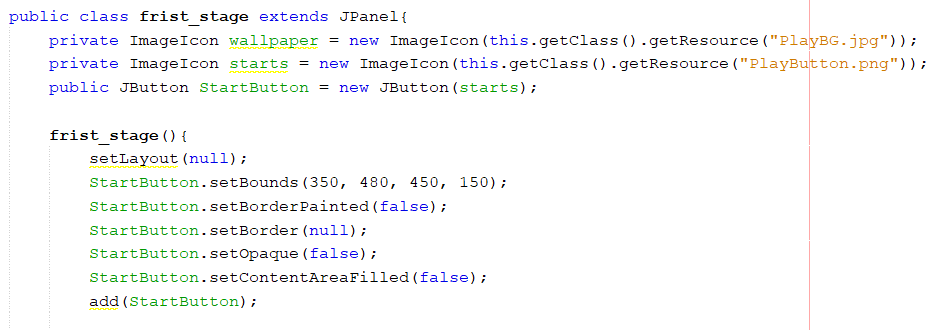 public class frist_stage extends JPanel{
    private ImageIcon wallpaper = new ImageIcon(this.getClass().getResource("PlayBG.jpg"));
    private ImageIcon starts = new ImageIcon(this.getClass().getResource("PlayButton.png"));
    public JButton StartButton = new JButton(starts);

    frist_stage(){
        setLayout(null);
        StartButton.setBounds(350, 480, 450, 150);
        StartButton.setBorderPainted(false);
        StartButton.setBorder(null);
        StartButton.setOpaque(false);
        StartButton.setContentAreaFilled(false);
        add(StartButton);